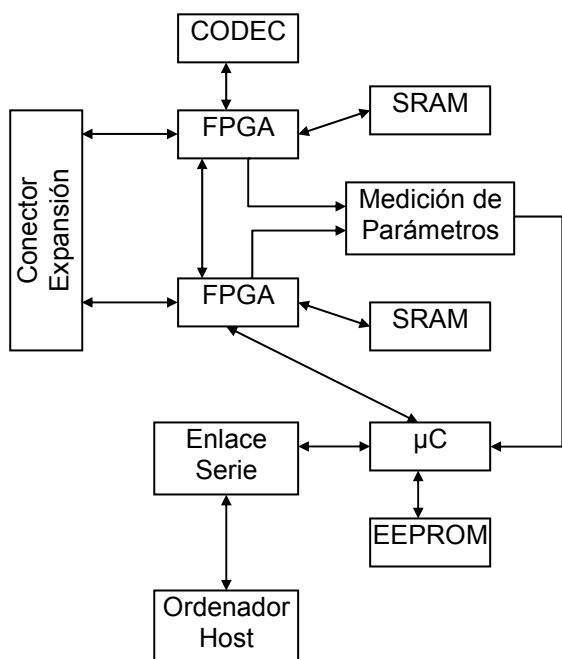 CODEC
FPGA
SRAM
Conector
Expansión
Medición de
Parámetros
FPGA
SRAM
Enlace
Serie
µC
EEPROM
Ordenador
Host